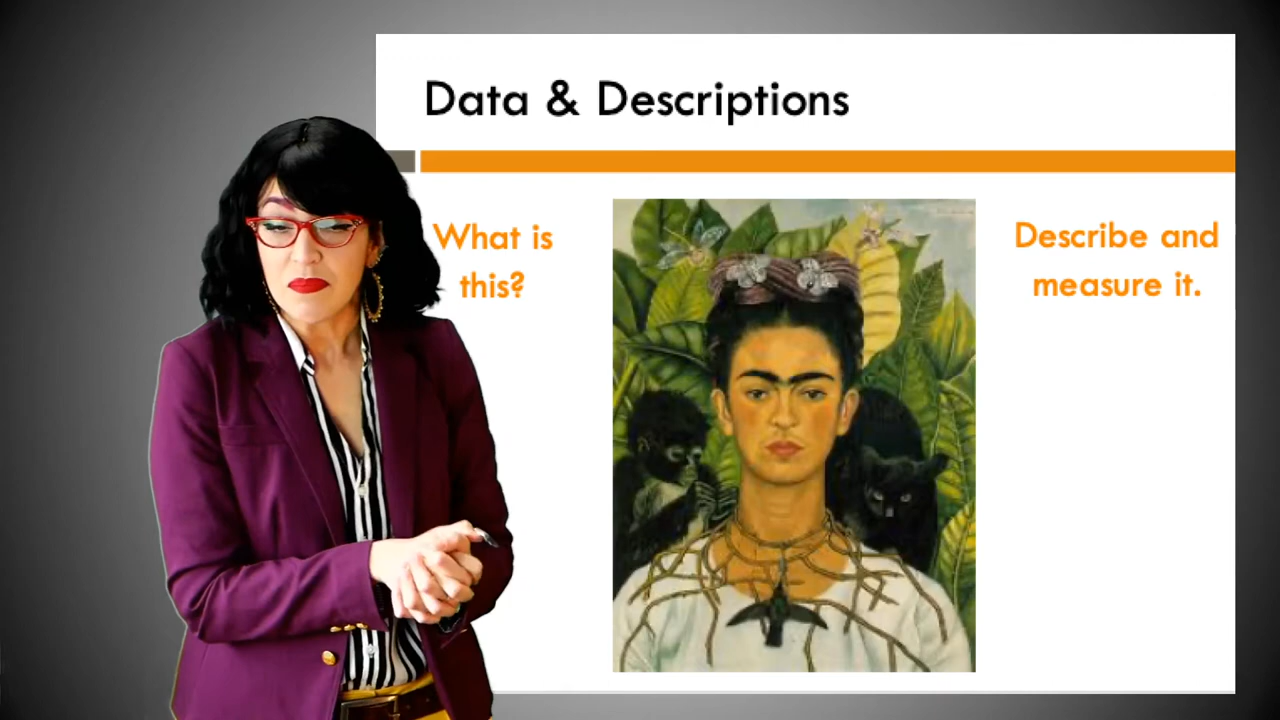 Data & Descriptions
What is
this?
Describe and
measure it.